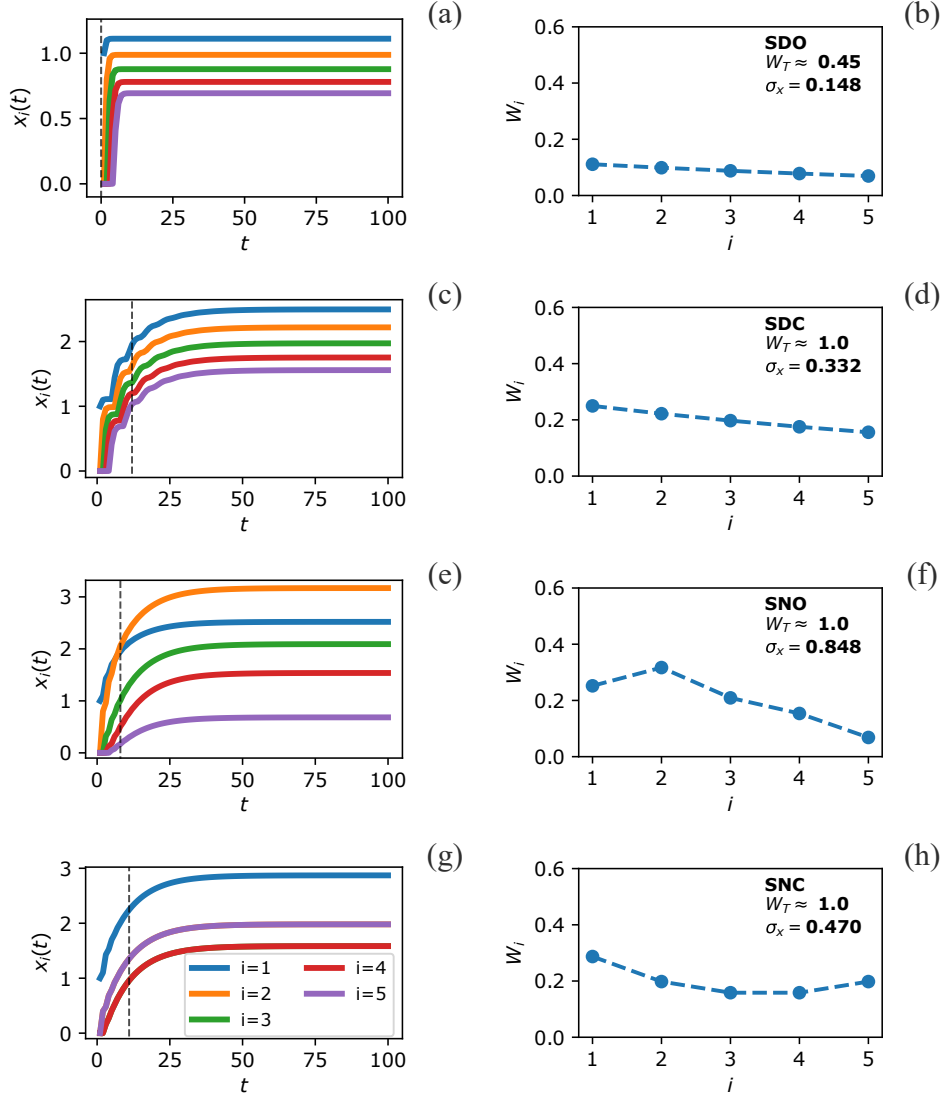 (a)
1.0
0.5
0.0
x_i(t)
0 25 50 75 100
t
(b)
0.6
0.4
0.2
0.0
W_i
SDO
W_T ≈ 0.45
σ_x = 0.148
1 2 3 4 5
i
(c)
2
1
0
x_i(t)
0 25 50 75 100
t
(d)
0.6
0.4
0.2
0.0
W_i
SDC
W_T ≈ 1.0
σ_x = 0.332
1 2 3 4 5
i
(e)
3
2
1
0
x_i(t)
0 25 50 75 100
t
(f)
0.6
0.4
0.2
0.0
W_i
SNO
W_T ≈ 1.0
σ_x = 0.848
1 2 3 4 5
i
(g)
3
2
1
0
x_i(t)
i=1 i=4
i=2 i=5
i=3
0 25 50 75 100
t
(h)
0.6
0.4
0.2
0.0
W_i
SNC
W_T ≈ 1.0
σ_x = 0.470
1 2 3 4 5
i